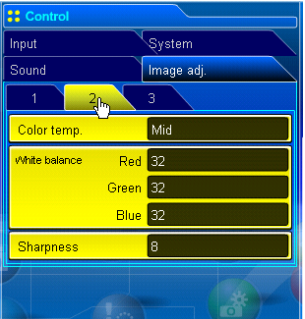 Control
Input System
Sound Image adj.
1 2 3
Color temp. Mid
White balance Red 32
Green 32
Blue 32
Sharpness 8